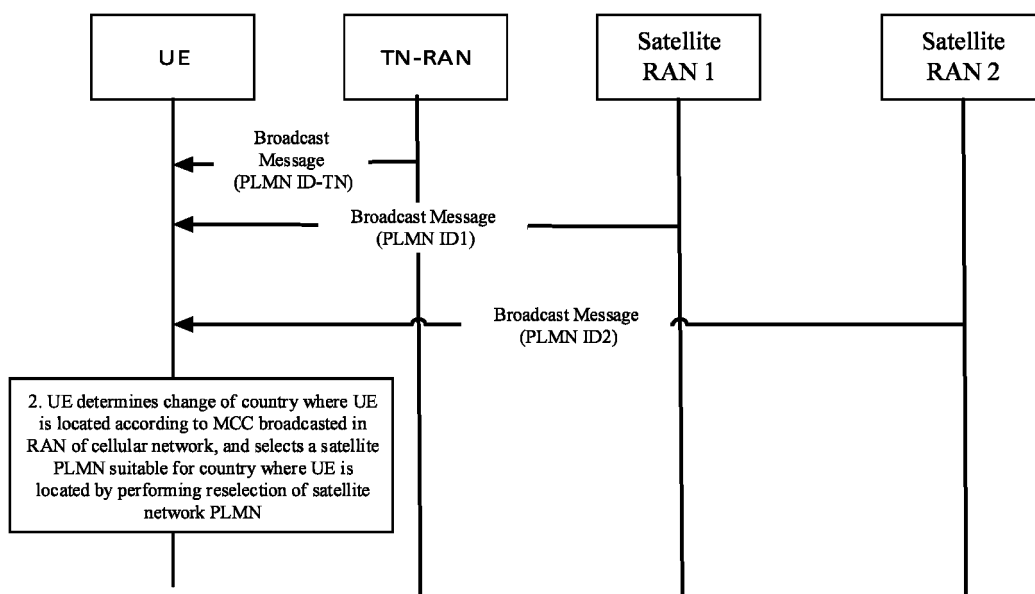 UE
TN-RAN
Satellite
RAN 1
Satellite
RAN 2
Broadcast
Message
(PLMN ID-TN)
Broadcast Message
(PLMN ID1)
Broadcast Message
(PLMN ID2)
2. UE determines change of country where UE
is located according to MCC broadcasted in
RAN of cellular network, and selects a satellite
PLMN suitable for country where UE is
located by performing reselection of satellite
network PLMN